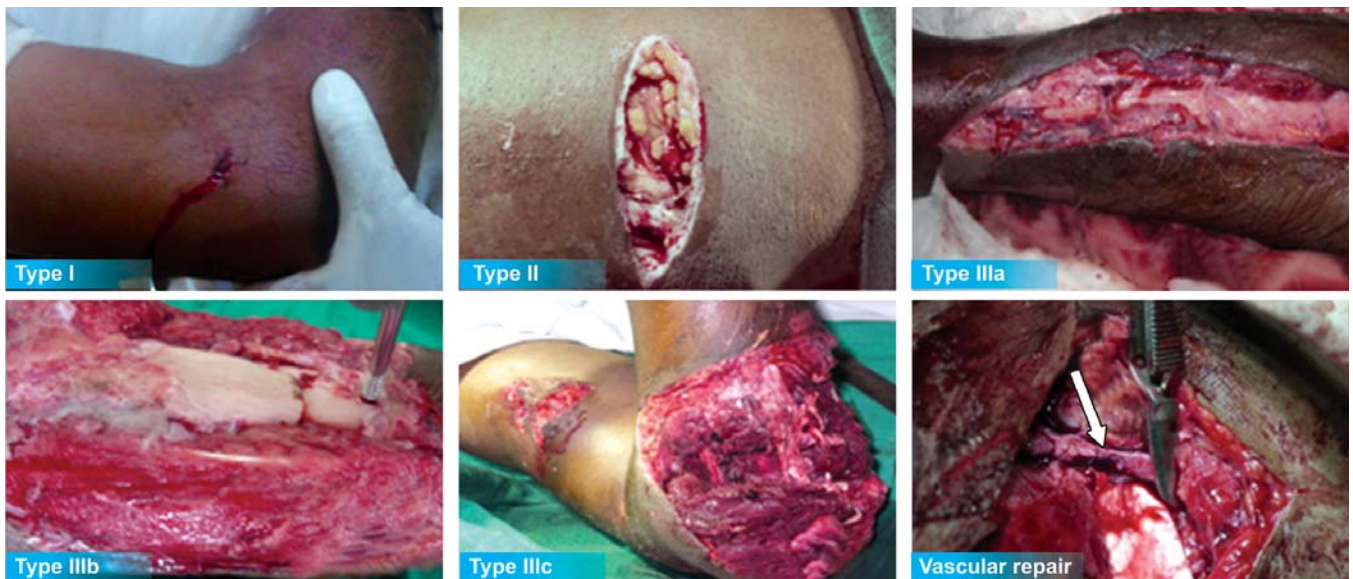 Type I
Type II
Type IIIa
Type IIIb
Type IIIc
Vascular repair